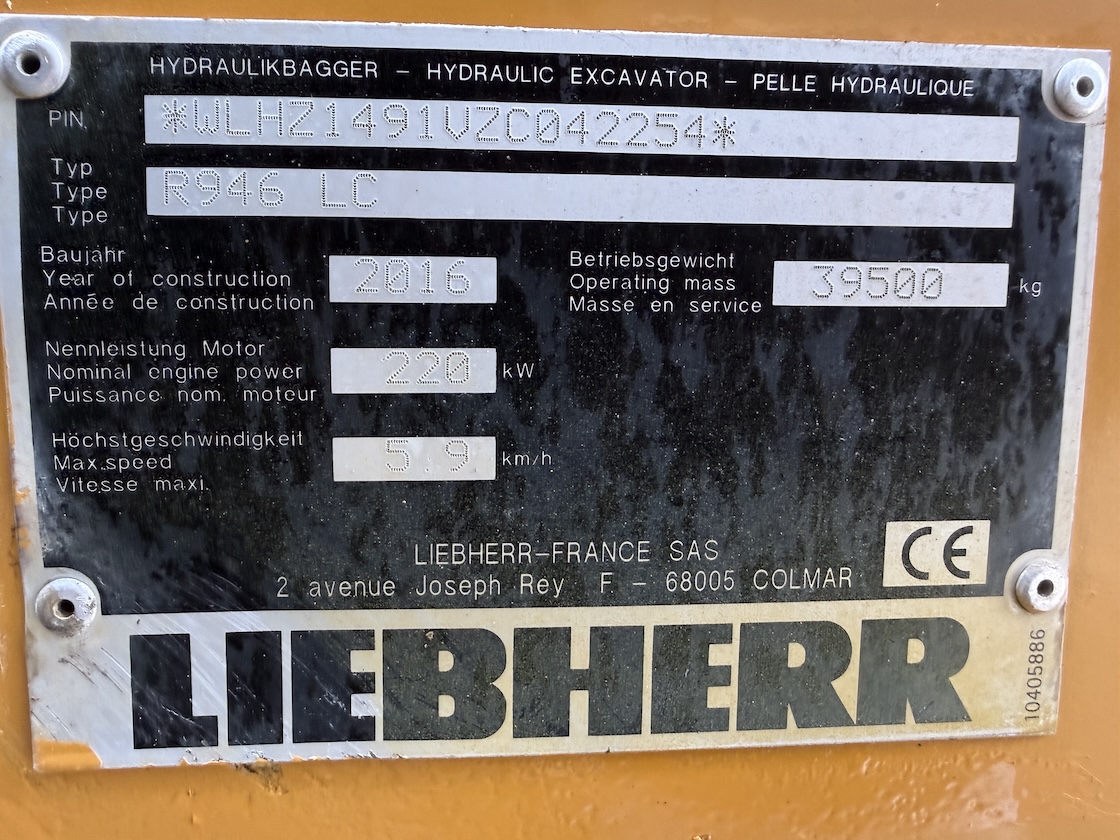 HYDRAULIKBAGGER – HYDRAULIC EXCAVATOR – PELLE HYDRAULIQUE
PIN. *WLHZ1491VZC042254*
Typ
Type R946 LC
Type
Baujahr
Year of construction 2016
Année de construction
Betriebsgewicht
Operating mass 39500 kg
Masse en service
Nennleistung Motor
Nominal engine power 220 kW
Puissance nom. moteur
Höchstgeschwindigkeit
Max.speed 5.9 km/h
Vitesse maxi.
LIEBHERR–FRANCE SAS
2 avenue Joseph Rey F – 68005 COLMAR
CE
LIEBHERR
10405886